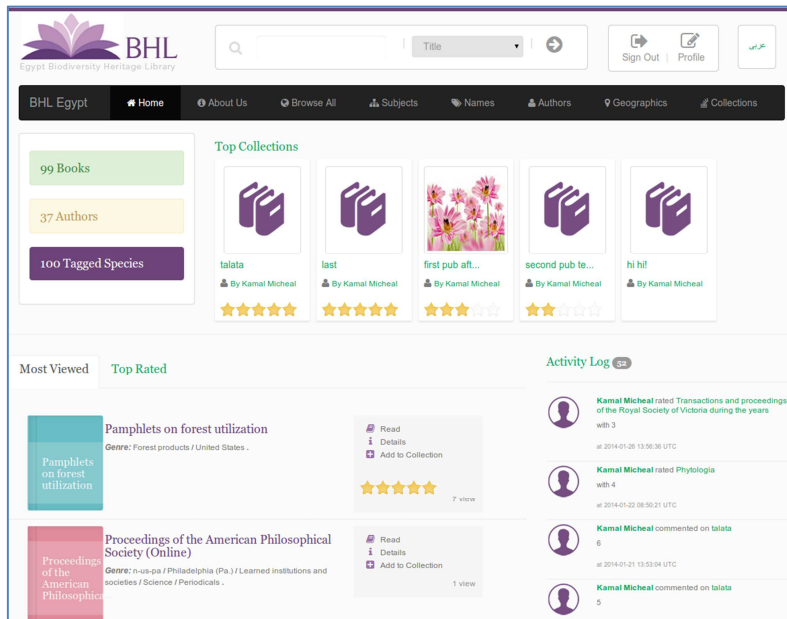 BHL
Egypt Biodiversity Heritage Library
Title
Sign Out
Profile
عربى
BHL Egypt
Home
About Us
Browse All
Subjects
Names
Authors
Geographics
Collections
99 Books
37 Authors
100 Tagged Species
Top Collections
talata
By Kamal Micheal
last
By Kamal Micheal
first pub aft...
By Kamal Micheal
second pub te...
By Kamal Micheal
hi hi!
By Kamal Micheal
Most Viewed
Top Rated
Pamphlets
on forest
utilization
Pamphlets on forest utilization
Genre: Forest products / United States .
Read
Details
Add to Collection
7 view
Proceedings
of the
American
Philosophica
Proceedings of the American Philosophical
Society (Online)
Genre: n-us-pa / Philadelphia (Pa.) / Learned institutions and
societies / Science / Periodicals .
Read
Details
Add to Collection
1 view
Activity Log 52
Kamal Micheal rated Transactions and proceedings
of the Royal Society of Victoria during the years
with 3
at 2014-01-26 13:56:36 UTC
Kamal Micheal rated Phytologia
with 4
at 2014-01-22 08:50:21 UTC
Kamal Micheal commented on talata
6
at 2014-01-21 13:53:04 UTC
Kamal Micheal commented on talata
5